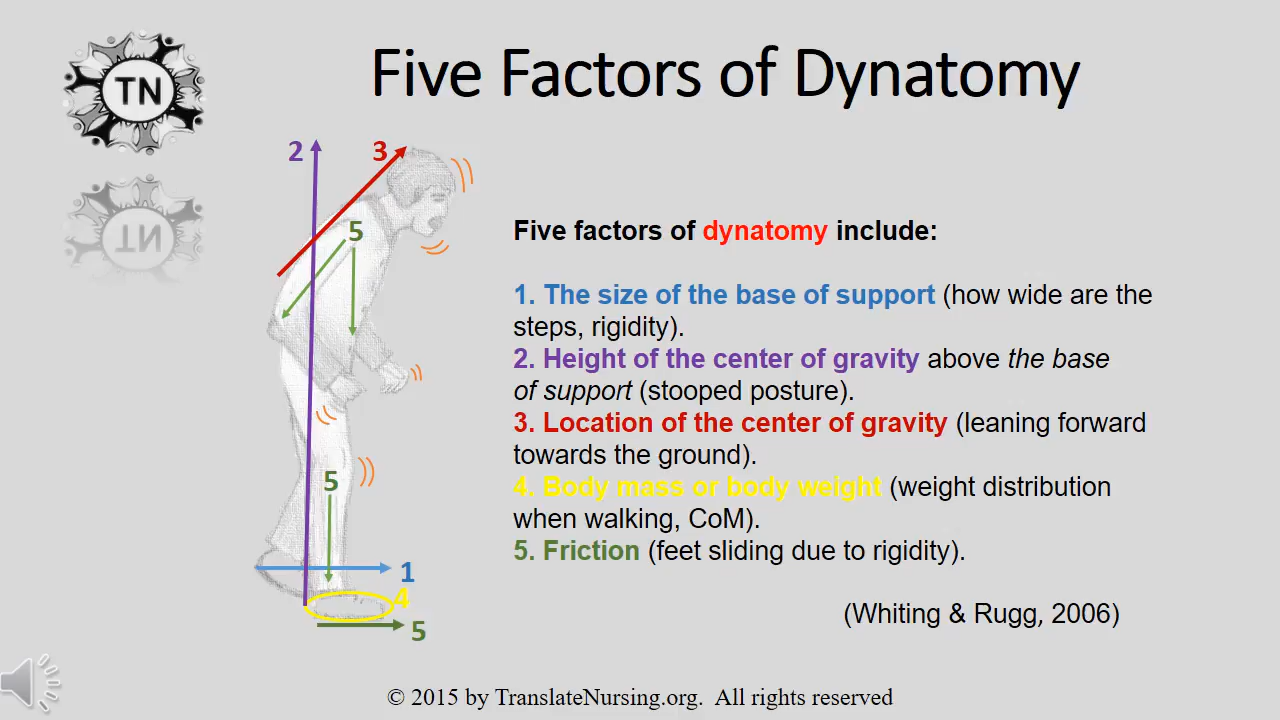 TN
Five Factors of Dynatomy
TN
2
3
5
5
1
4
5
Five factors of dynatomy include:
1. The size of the base of support (how wide are the
steps, rigidity).
2. Height of the center of gravity above the base
of support (stooped posture).
3. Location of the center of gravity (leaning forward
towards the ground).
4. Body mass or body weight (weight distribution
when walking, CoM).
5. Friction (feet sliding due to rigidity).
(Whiting & Rugg, 2006)
© 2015 by TranslateNursing.org. All rights reserved